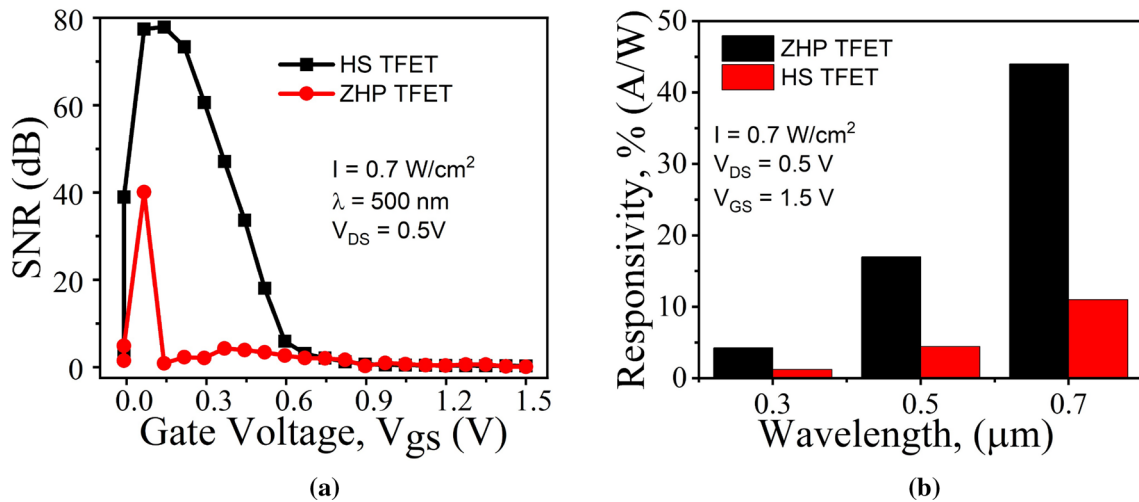 80
60
40
20
0
SNR (dB)
HS TFET
ZHP TFET
I = 0.7 W/cm²
λ = 500 nm
V_DS = 0.5V
0.0 0.3 0.6 0.9 1.2 1.5
Gate Voltage, Vgs (V)
(a)
50
40
30
20
10
0
Responsivity, % (A/W)
ZHP TFET
HS TFET
I = 0.7 W/cm²
V_DS = 0.5 V
V_GS = 1.5 V
0.3 0.5 0.7
Wavelength, (μm)
(b)